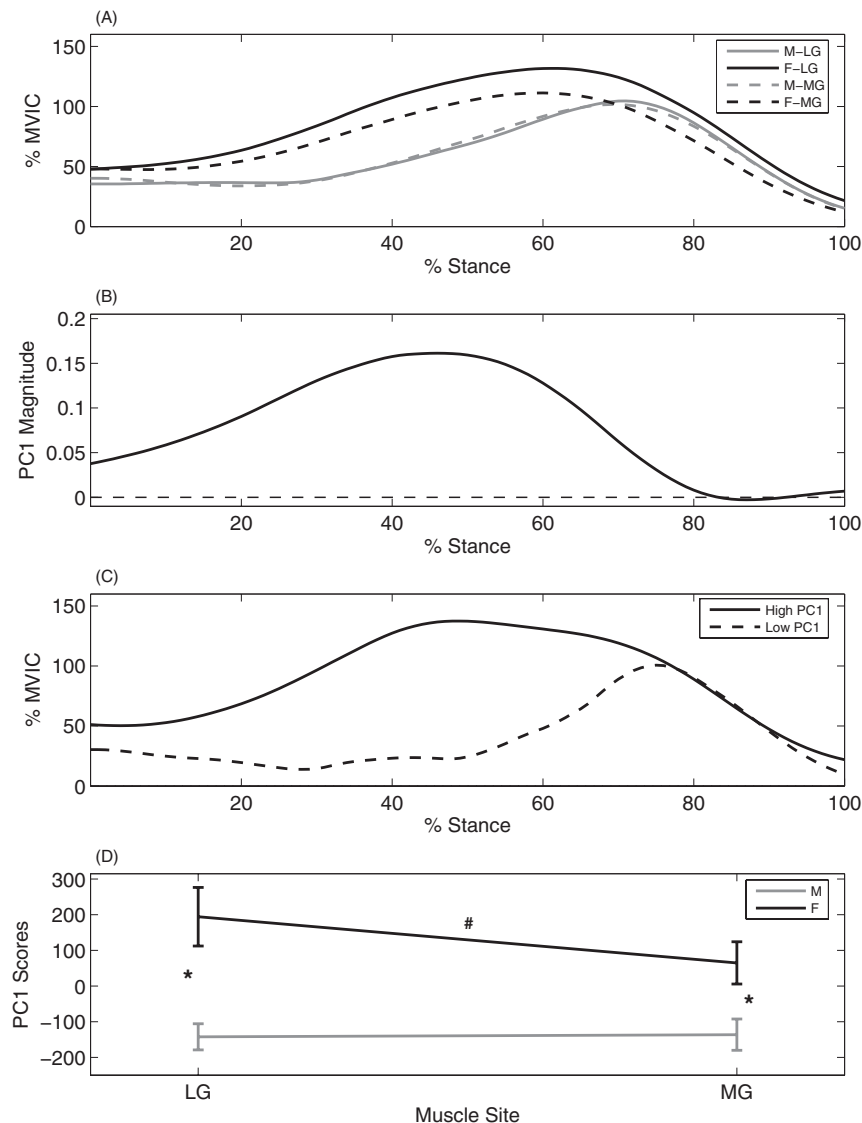 (A)
150
100
50
0
% MVIC
M−LG
F−LG
M−MG
F−MG
20
40
60
80
100
% Stance
(B)
0.2
0.15
0.1
0.05
0
PC1 Magnitude
20
40
60
80
100
% Stance
(C)
150
100
50
0
% MVIC
High PC1
Low PC1
20
40
60
80
100
% Stance
(D)
300
200
100
0
−100
−200
PC1 Scores
M
F
#
*
*
LG
MG
Muscle Site